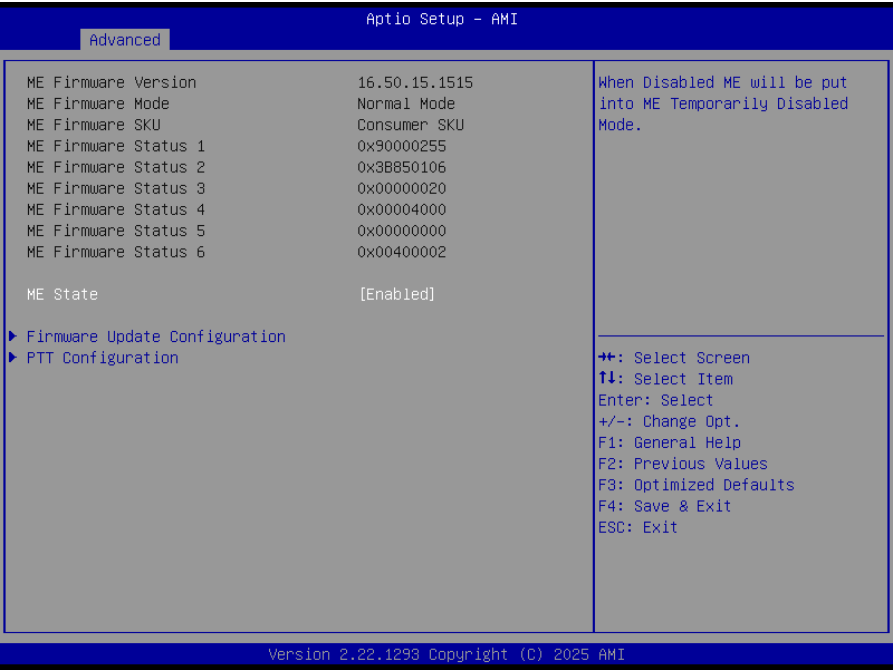 Aptio Setup – AMI
Advanced
ME Firmware Version 16.50.15.1515
ME Firmware Mode Normal Mode
ME Firmware SKU Consumer SKU
ME Firmware Status 1 0x90000255
ME Firmware Status 2 0x3B850106
ME Firmware Status 3 0x00000020
ME Firmware Status 4 0x00004000
ME Firmware Status 5 0x00000000
ME Firmware Status 6 0x00400002
ME State [Enabled]
Firmware Update Configuration
PTT Configuration
When Disabled ME will be put
into ME Temporarily Disabled
Mode.
→←: Select Screen
↑↓: Select Item
Enter: Select
+/-: Change Opt.
F1: General Help
F2: Previous Values
F3: Optimized Defaults
F4: Save & Exit
ESC: Exit
Version 2.22.1293 Copyright (C) 2025 AMI